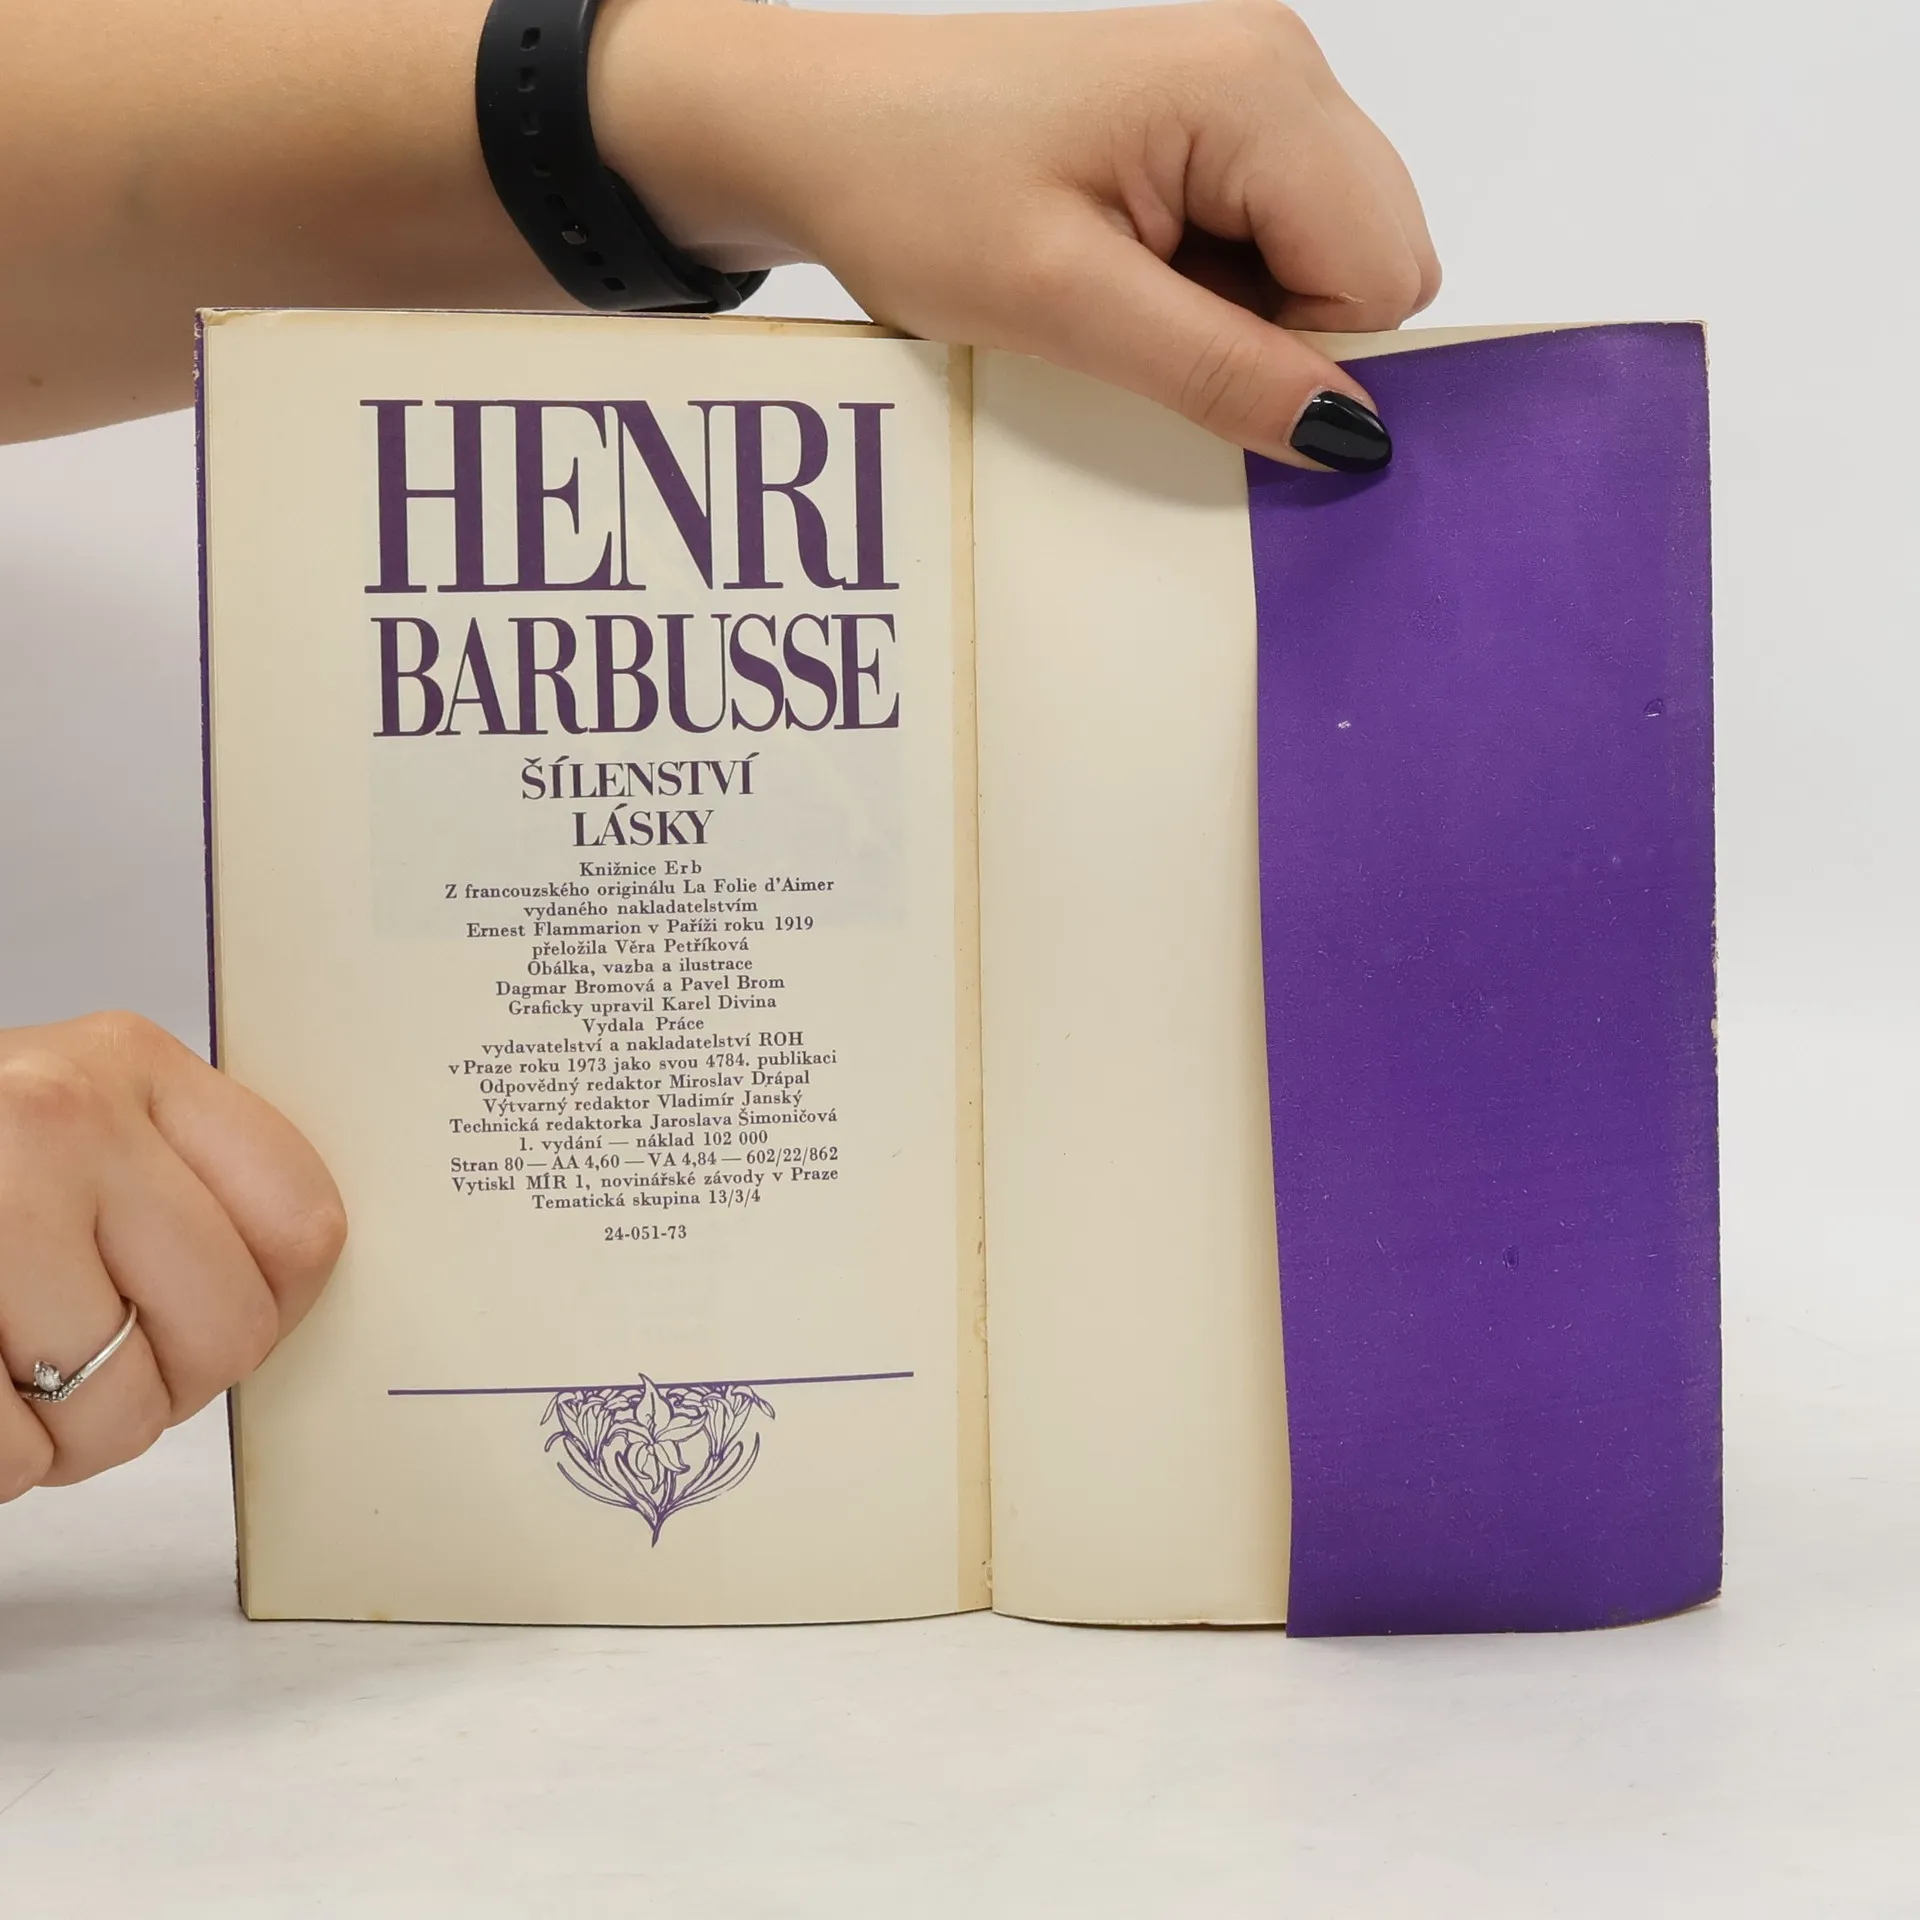 HENRI
BARBUSSE
ŠÍLENSTVÍ
LÁSKY
Knižnice Erb
Z francouzského originálu La Folie d'Aimer
vydaného nakladatelstvím
Ernest Flammarion v Paříži roku 1919
přeložila Věra Petříková
Obálka, vazba a ilustrace
Dagmar Bromová a Pavel Brom
Graficky upravil Karel Divina
Vydala Práce
vydavatelství a nakladatelství ROH
v Praze roku 1973 jako svou 4784. publikaci
Odpovědný redaktor Miroslav Drápal
Výtvarný redaktor Vladimír Janský
Technická redaktorka Jaroslava Šimoničová
1. vydání — náklad 102 000
Stran 80 — AA 4,60 — VA 4,84 — 602/22/862
Vytiskl MÍR 1, novinářské závody v Praze
Tematická skupina 13/3/4
24-051-73